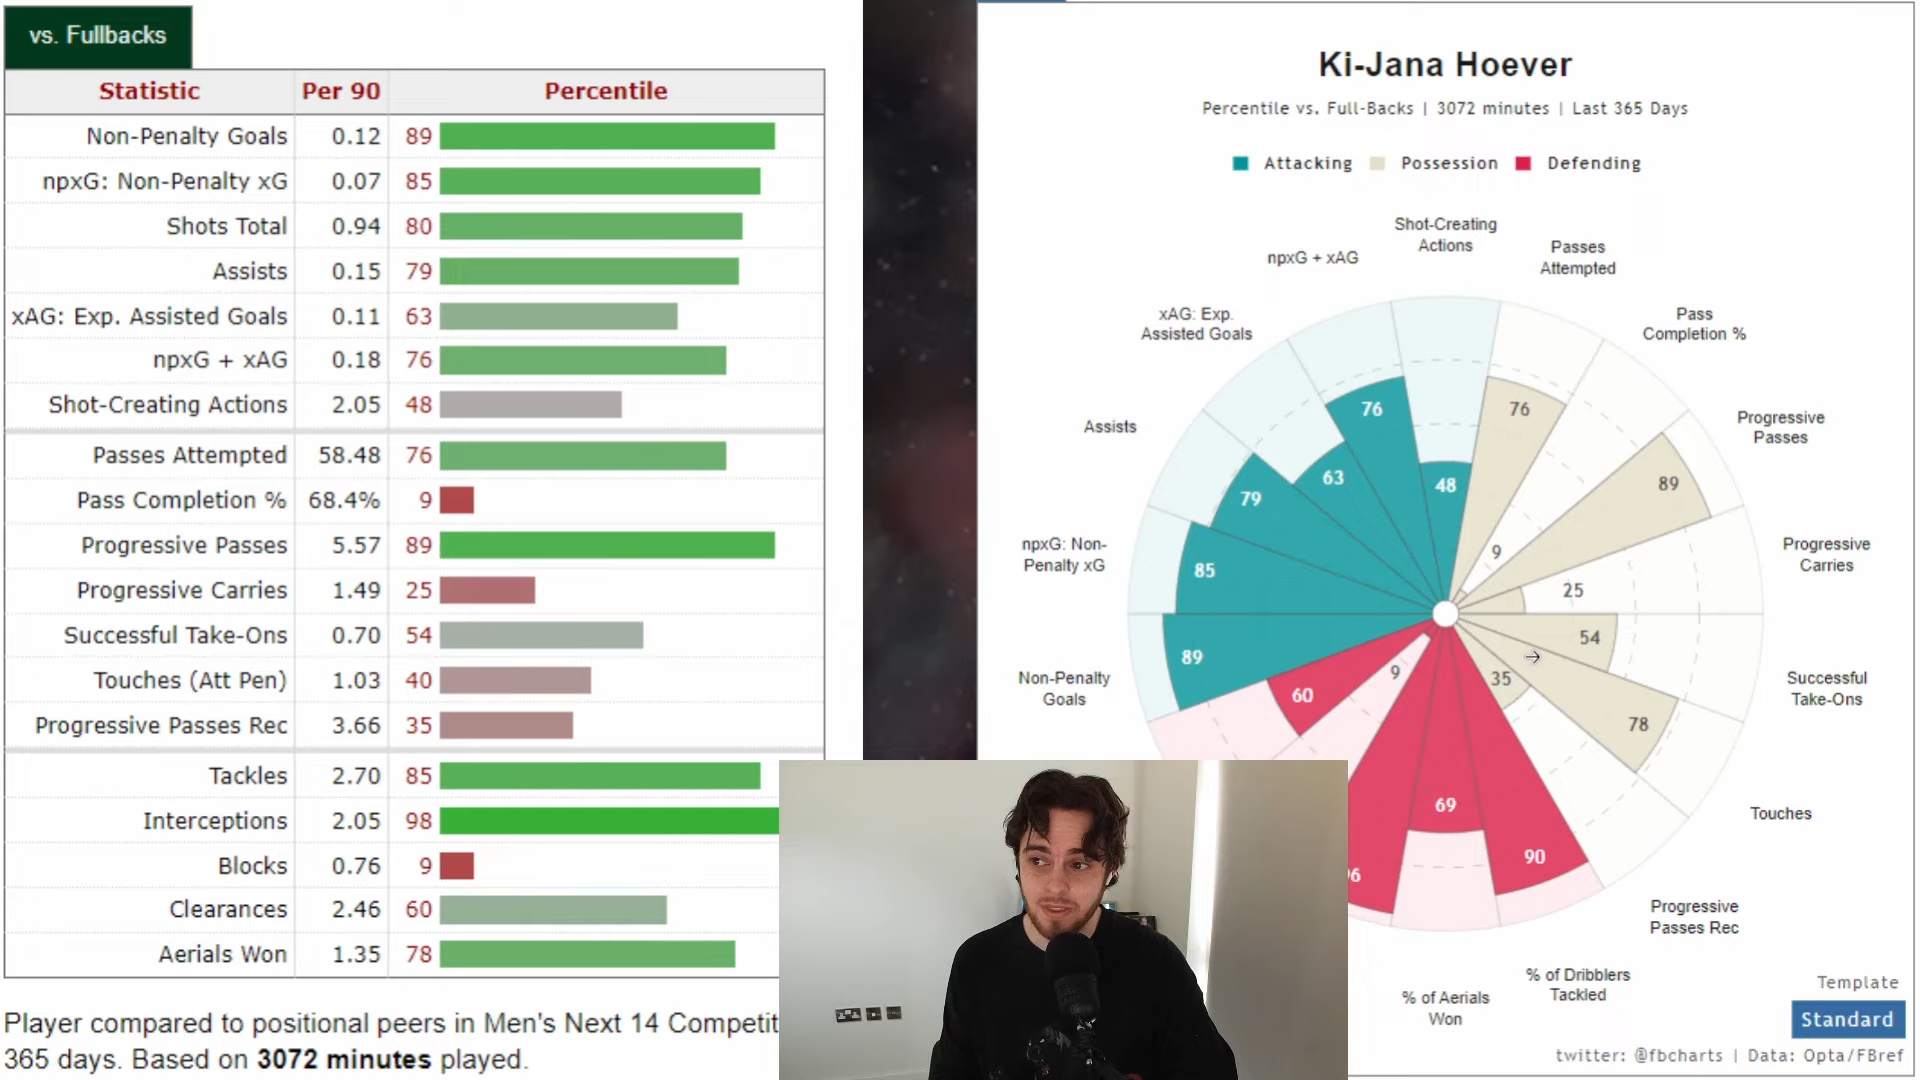 vs. Fullbacks
Statistic Per 90 Percentile
Non-Penalty Goals 0.12 89
npxG: Non-Penalty xG 0.07 85
Shots Total 0.94 80
Assists 0.15 79
xAG: Exp. Assisted Goals 0.11 63
npxG + xAG 0.18 76
Shot-Creating Actions 2.05 48
Passes Attempted 58.48 76
Pass Completion % 68.4% 9
Progressive Passes 5.57 89
Progressive Carries 1.49 25
Successful Take-Ons 0.70 54
Touches (Att Pen) 1.03 40
Progressive Passes Rec 3.66 35
Tackles 2.70 85
Interceptions 2.05 98
Blocks 0.76 9
Clearances 2.46 60
Aerials Won 1.35 78
Player compared to positional peers in Men's Next 14 Competit
365 days. Based on 3072 minutes played.
Ki-Jana Hoever
Percentile vs. Full-Backs | 3072 minutes | Last 365 Days
Attacking Possession Defending
Shot-Creating
Actions
npxG + xAG
Passes
Attempted
xAG: Exp.
Assisted Goals
Pass
Completion %
Assists
Progressive
Passes
npxG: Non-
Penalty xG
Progressive
Carries
Non-Penalty
Goals
Successful
Take-Ons
Touches
Progressive
Passes Rec
% of Dribblers
Tackled
% of Aerials
Won
76
76
63
48
79
89
9
85
25
54
89
9
35
60
78
69
90
6
Template
Standard
twitter: @fbcharts | Data: Opta/FBref